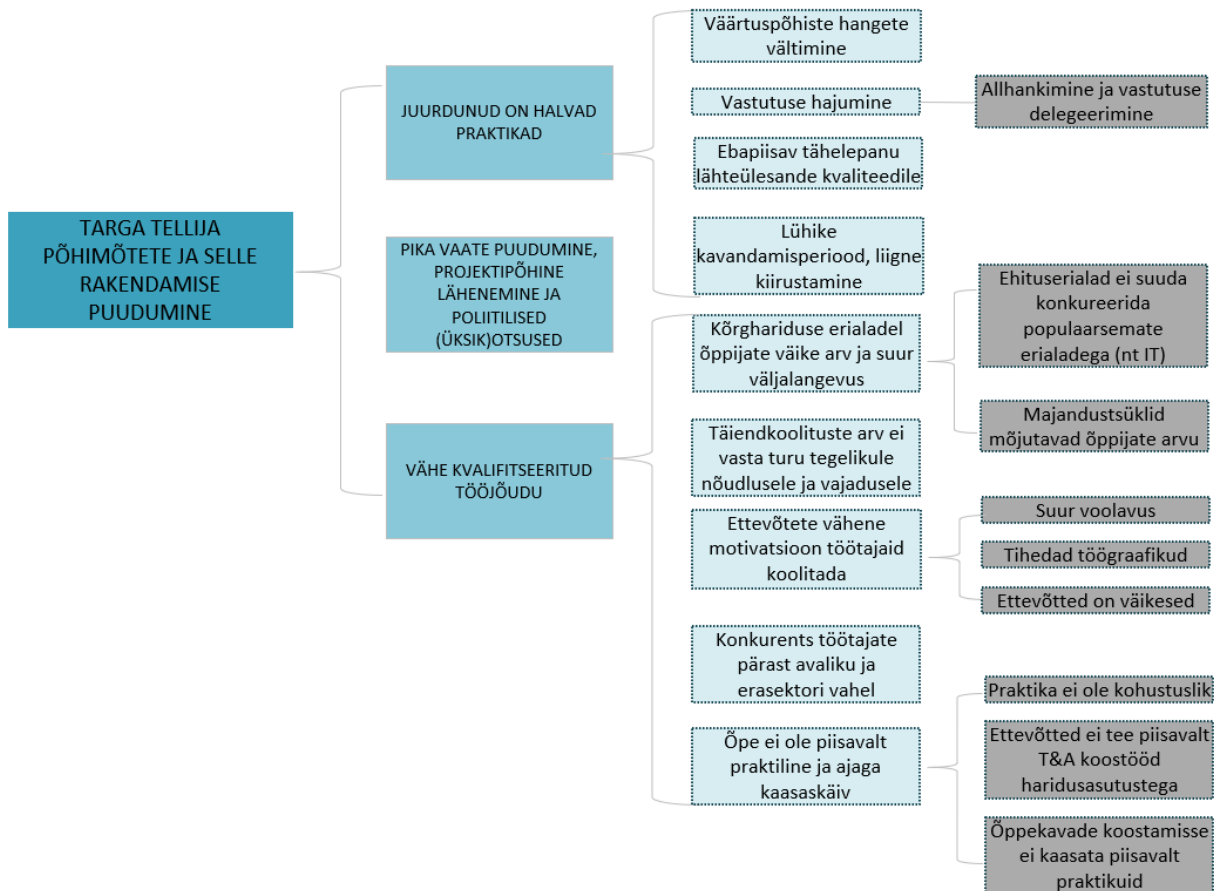 TARGA TELLIJA
PÕHIMÕTETE JA SELLE
RAKENDAMISE
PUUDUMINE
JUURDUNUD ON HALVAD
PRAKTIKAD
PIKA VAATE PUUDUMINE,
PROJEKTIPÕHINE
LÄHENEMINE JA
POLIITILISED
(ÜKSIK)OTSUSED
VÄHE KVALIFITSEERITUD
TÖÖJÕUDU
Väärtuspõhiste hangete
vältimine
Vastutuse hajumine
Ebapiisav tähelepanu
lähteülesande kvaliteedile
Lühike
kavandamisperiood, liigne
kiirustamine
Kõrghariduse erialadel
õppijate väike arv ja suur
väljalangevus
Täiendkoolituste arv ei
vasta turu tegelikule
nõudlusele ja vajadusele
Ettevõtete vähene
motivatsioon töötajaid
koolitada
Konkurents töötajate
pärast avaliku ja
erasektori vahel
Õpe ei ole piisavalt
praktiline ja ajaga
kaasaskäiv
Allhankimine ja vastutuse
delegeerimine
Ehituserialad ei suuda
konkureerida
populaarsemate
erialadega (nt IT)
Majandustsüklid
mõjutavad õppijate arvu
Suur voolavus
Tihedad töögraafikud
Ettevõtted on väikesed
Praktika ei ole kohustuslik
Ettevõtted ei tee piisavalt
T&A koostööd
haridusasutustega
Õppekavade koostamisse
ei kaasata piisavalt
praktikuid